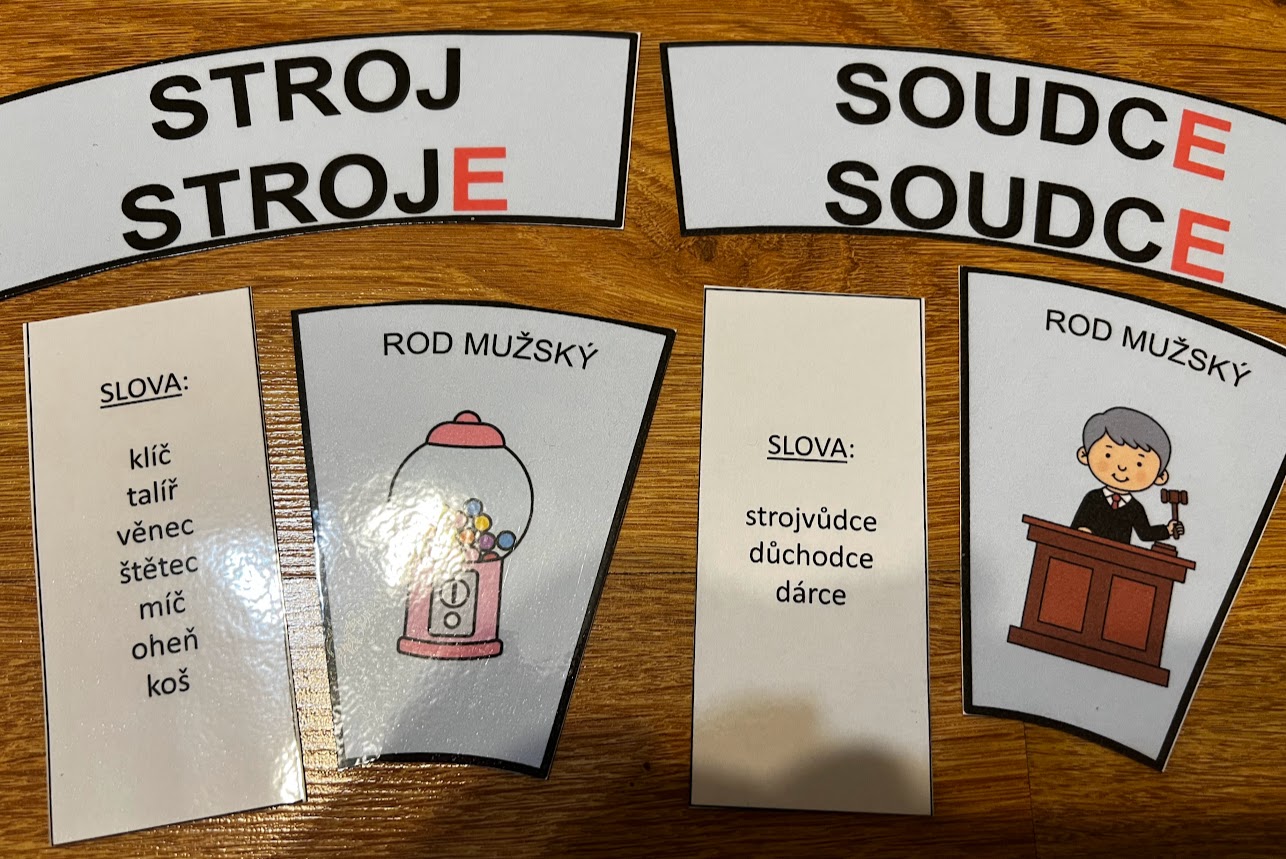 STROJ
STROJE
SOUDCE
SOUDCE
SLOVA:
klíč
talíř
věnec
štětec
míč
oheň
koš
ROD MUŽSKÝ
SLOVA:
strojvůdce
důchodce
dárce
ROD MUŽSKÝ